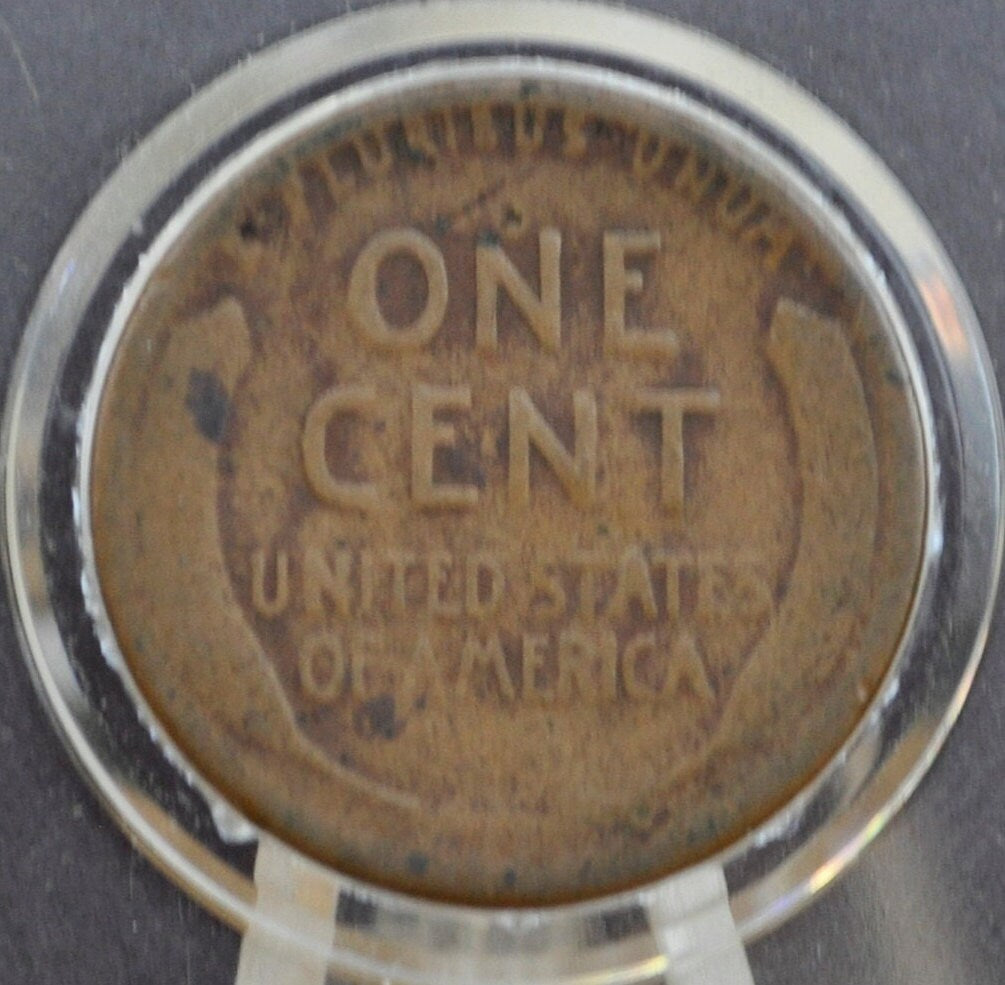 E PLURIBUS UNUM
ONE
CENT
UNITED STATES
OF AMERICA